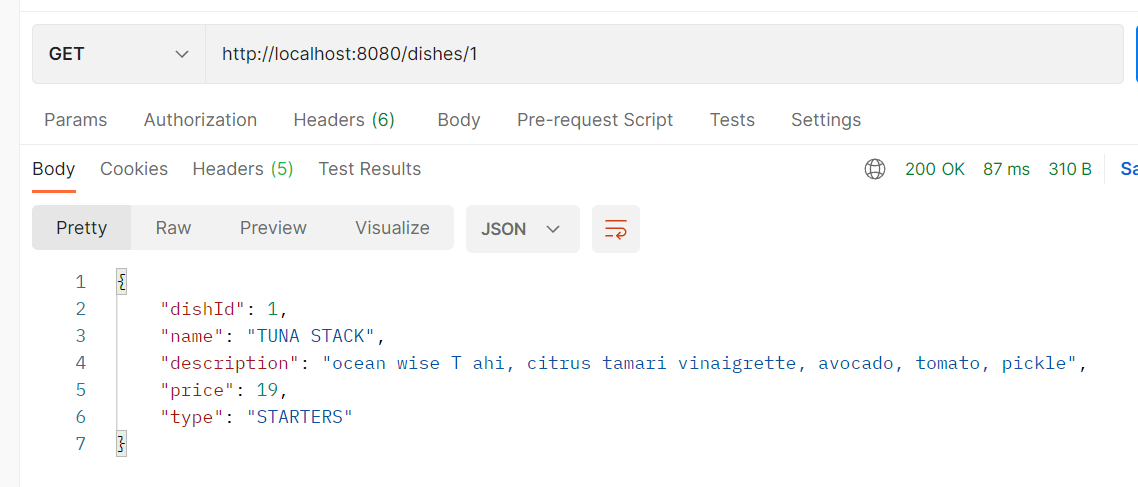 GET http://localhost:8080/dishes/1
Params Authorization Headers (6) Body Pre-request Script Tests Settings
Body Cookies Headers (5) Test Results 200 OK 87 ms 310 B Sa
Pretty Raw Preview Visualize JSON
1 {
2 "dishId": 1,
3 "name": "TUNA STACK",
4 "description": "ocean wise T ahi, citrus tamari vinaigrette, avocado, tomato, pickle",
5 "price": 19,
6 "type": "STARTERS"
7 }